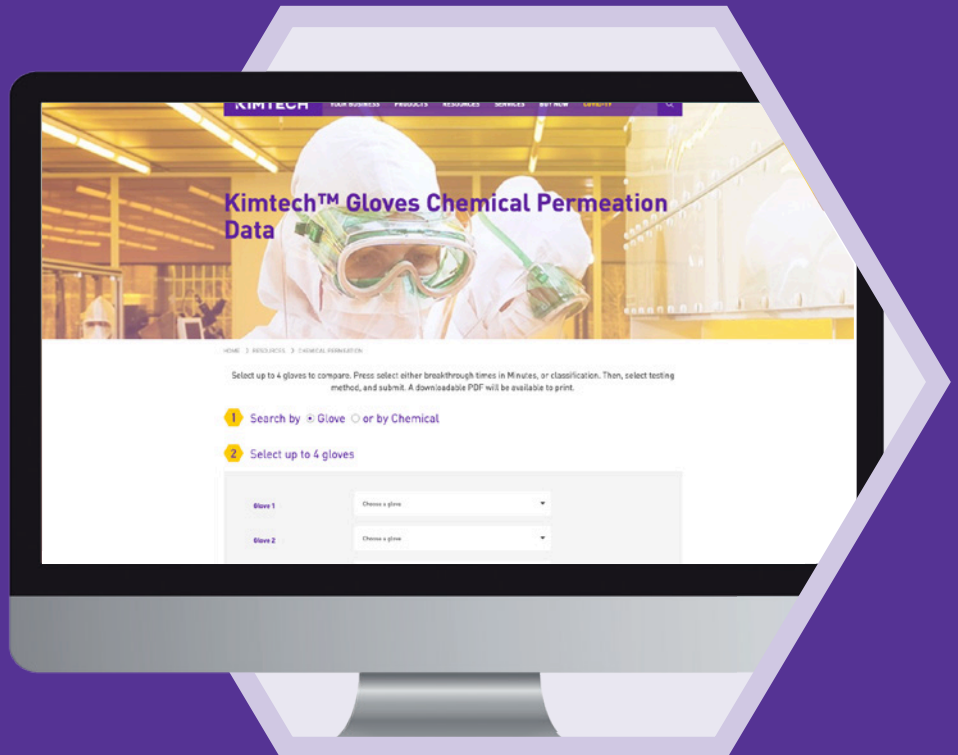 KIMTECH YOUR BUSINESS PRODUCTS RESOURCES SERVICES BUY NOW COVID-19
Kimtech™ Gloves Chemical Permeation
Data
HOME > RESOURCES > CHEMICAL PERMEATION
Select up to 4 gloves to compare. Press select either breakthrough times in Minutes, or classification. Then, select testing
method, and submit. A downloadable PDF will be available to print.
1 Search by Glove or by Chemical
2 Select up to 4 gloves
Glove 1 Choose a glove
Glove 2 Choose a glove